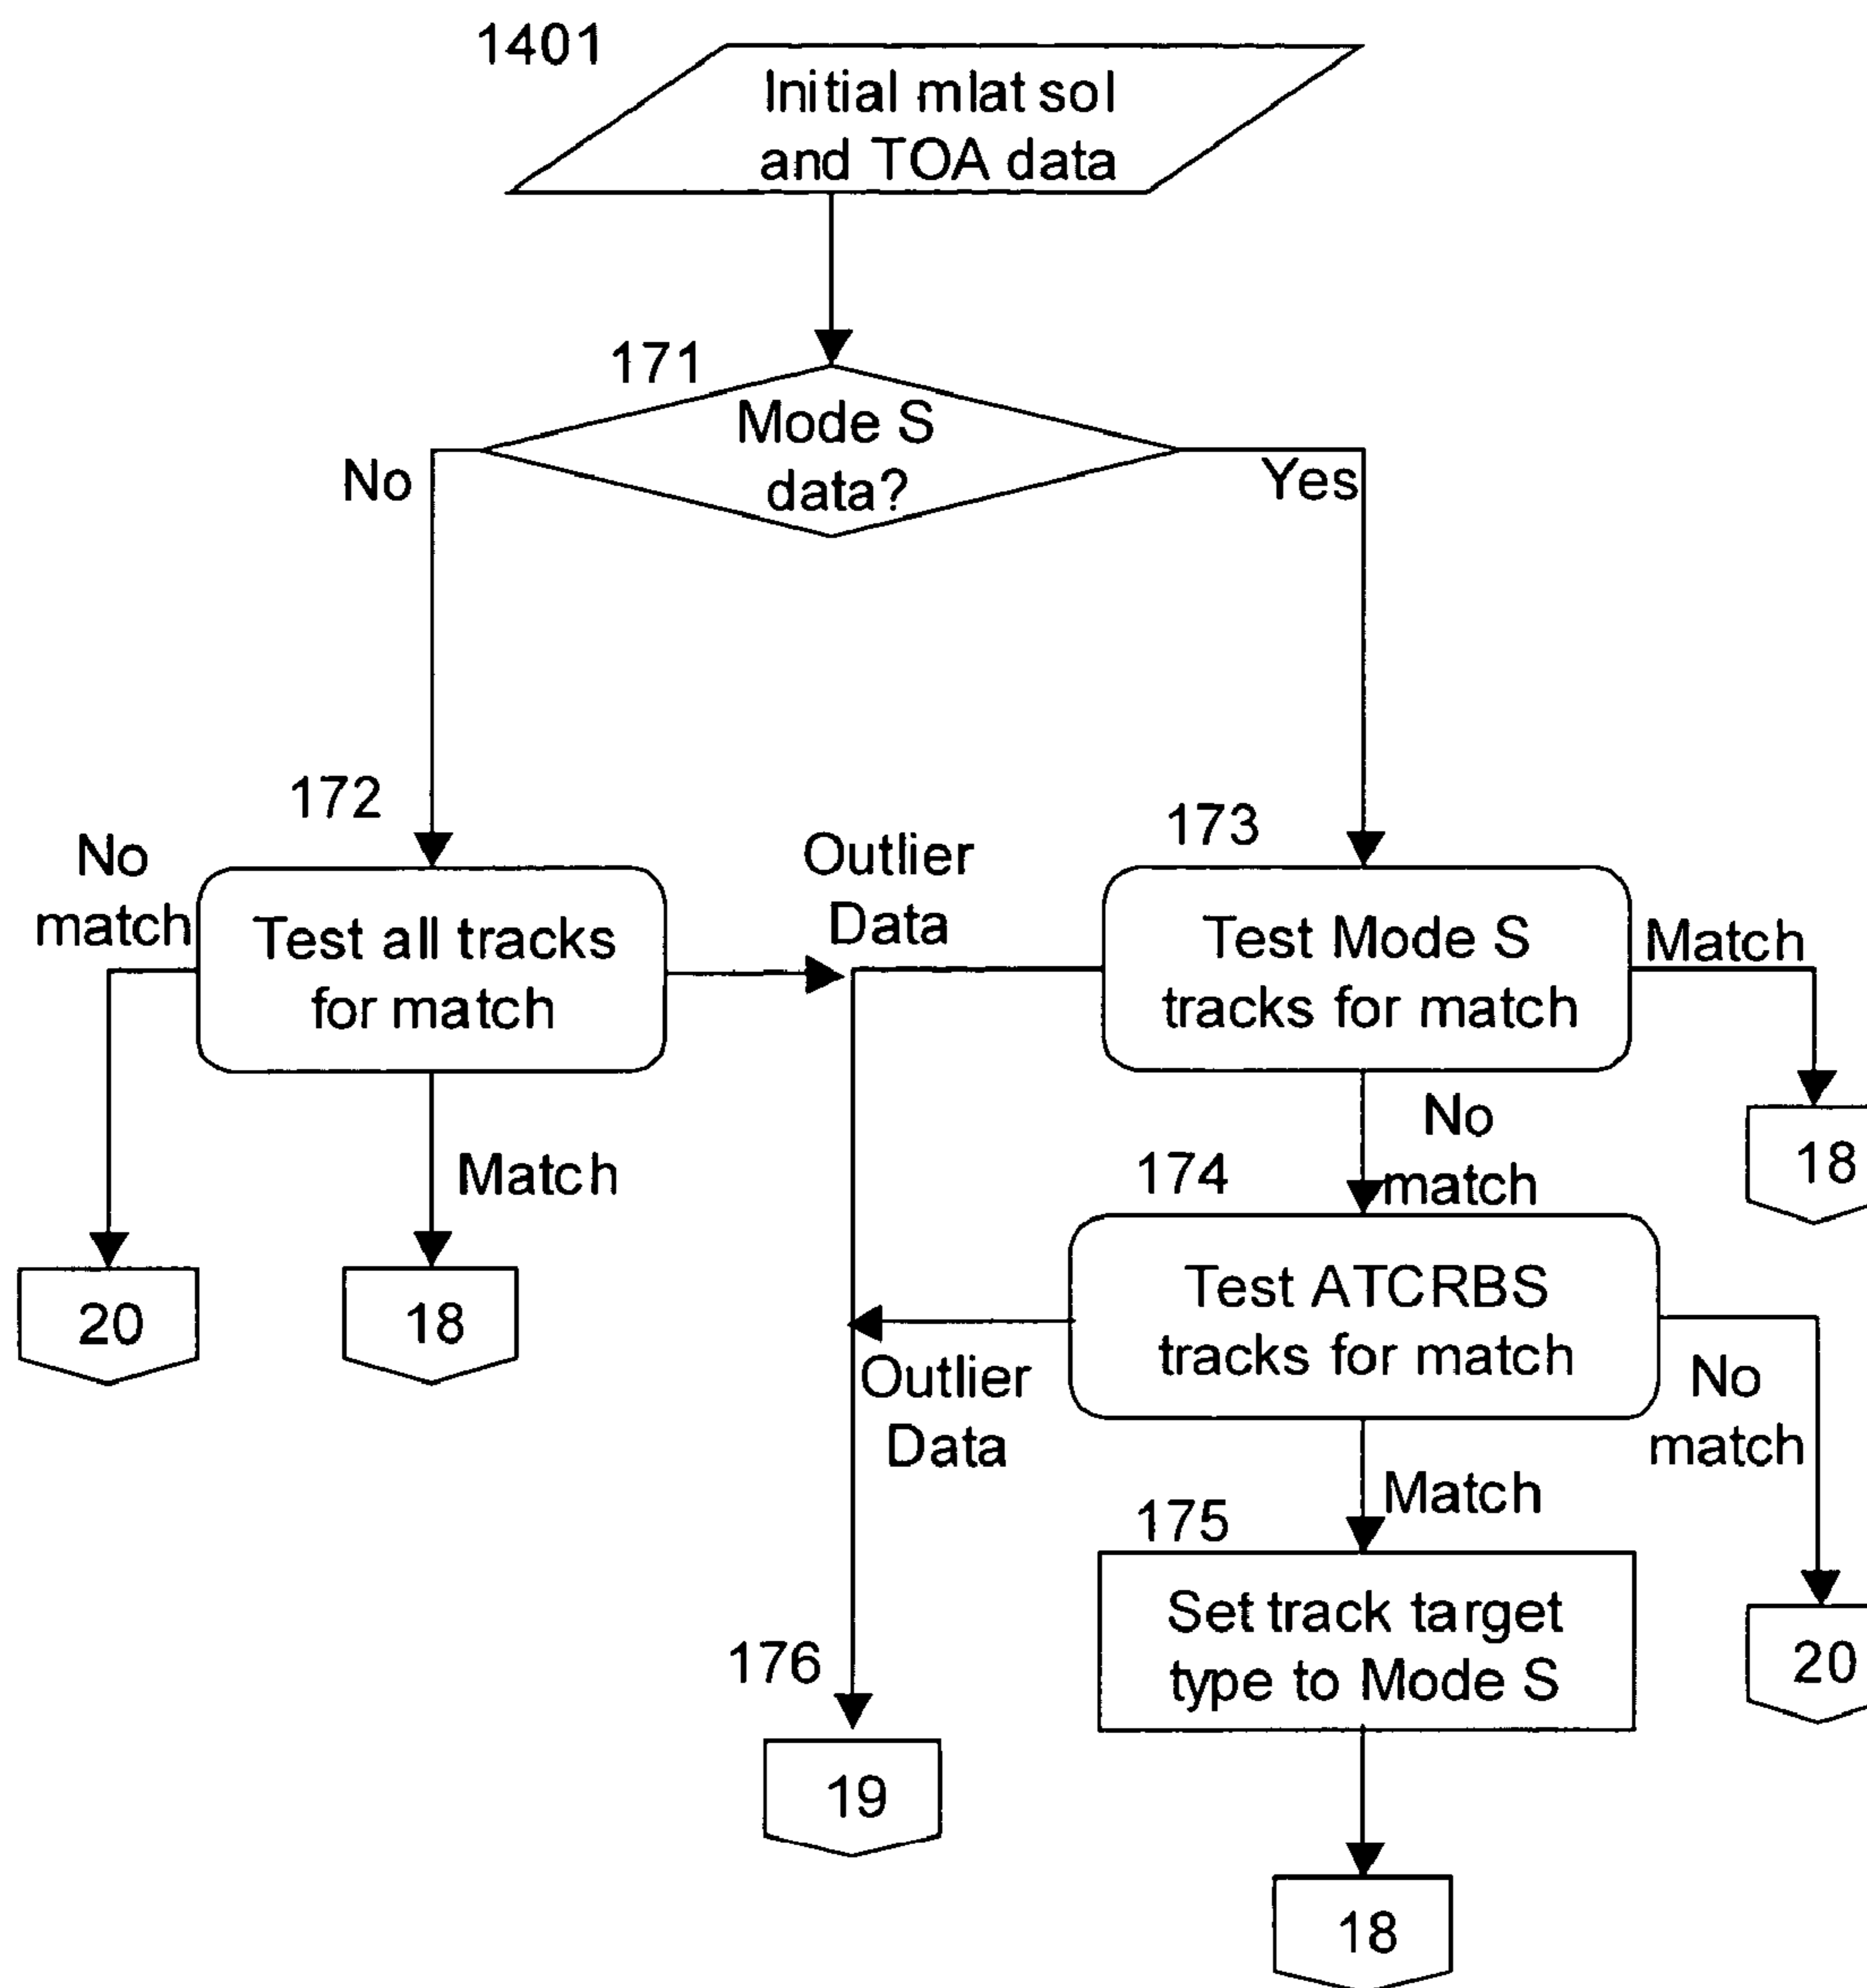 1401
Initial mlat sol
and TOA data
171
Mode S
data?
No
Yes
172
173
No
match
Test all tracks
for match
Outlier
Data
Test Mode S
tracks for match
Match
No
match
18
Match
174
20
18
Test ATCRBS
tracks for match
Outlier
Data
No
match
Match
175
Set track target
type to Mode S
176
20
19
18